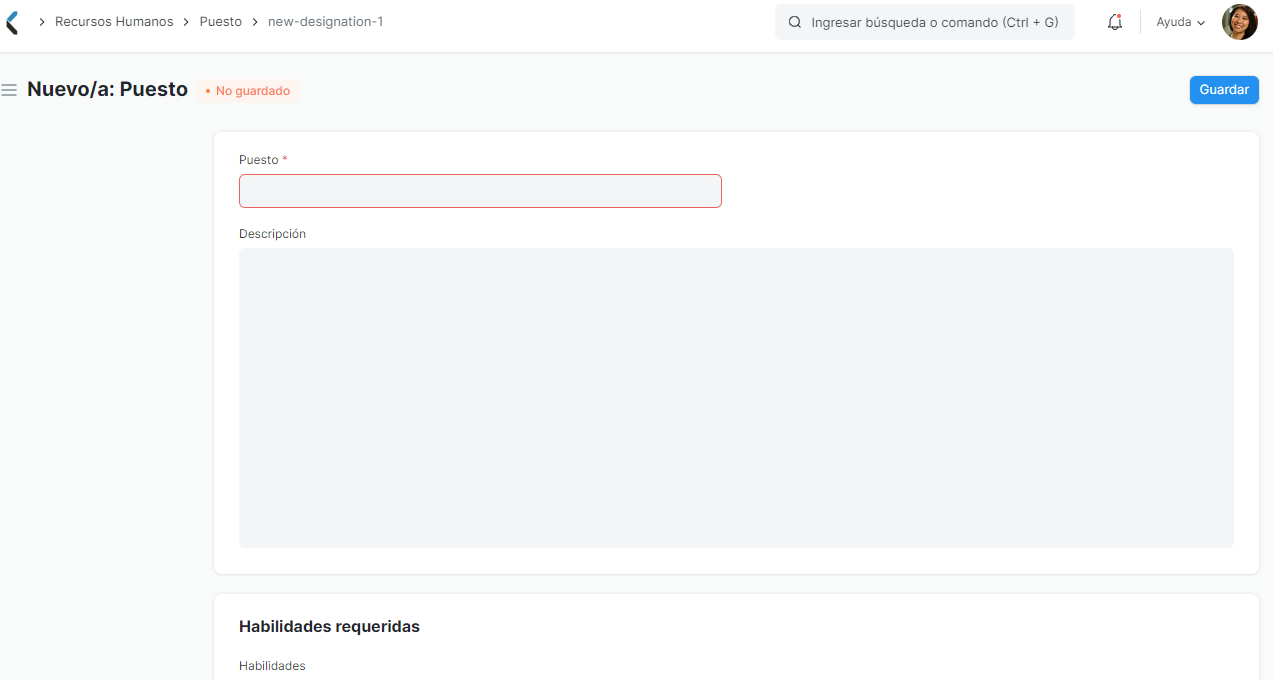 Recursos Humanos > Puesto > new-designation-1
Ingresar búsqueda o comando (Ctrl + G)
Ayuda
Nuevo/a: Puesto
• No guardado
Guardar
Puesto *
Descripción
Habilidades requeridas
Habilidades